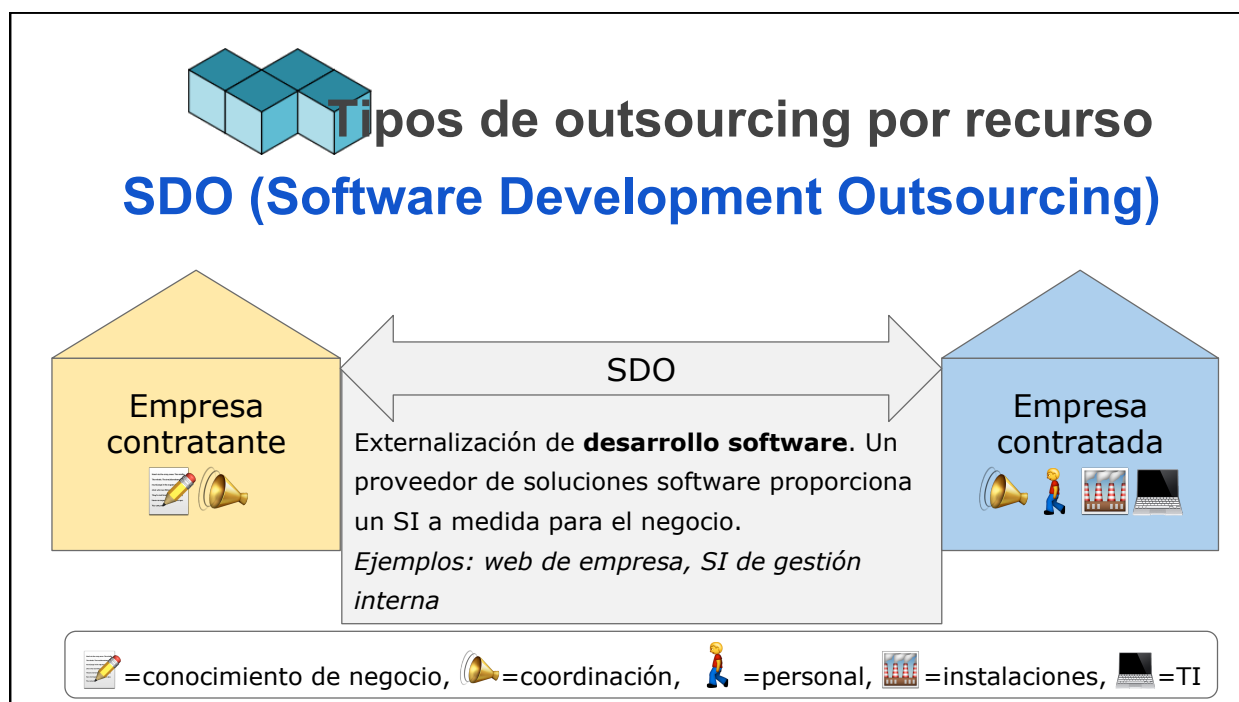 Tipos de outsourcing por recurso
SDO (Software Development Outsourcing)
SDO
Empresa
contratante
Externalización de desarrollo software. Un
proveedor de soluciones software proporciona
un SI a medida para el negocio.
Ejemplos: web de empresa, SI de gestión
interna
Empresa
contratada
=conocimiento de negocio, =coordinación, =personal, =instalaciones, =TI